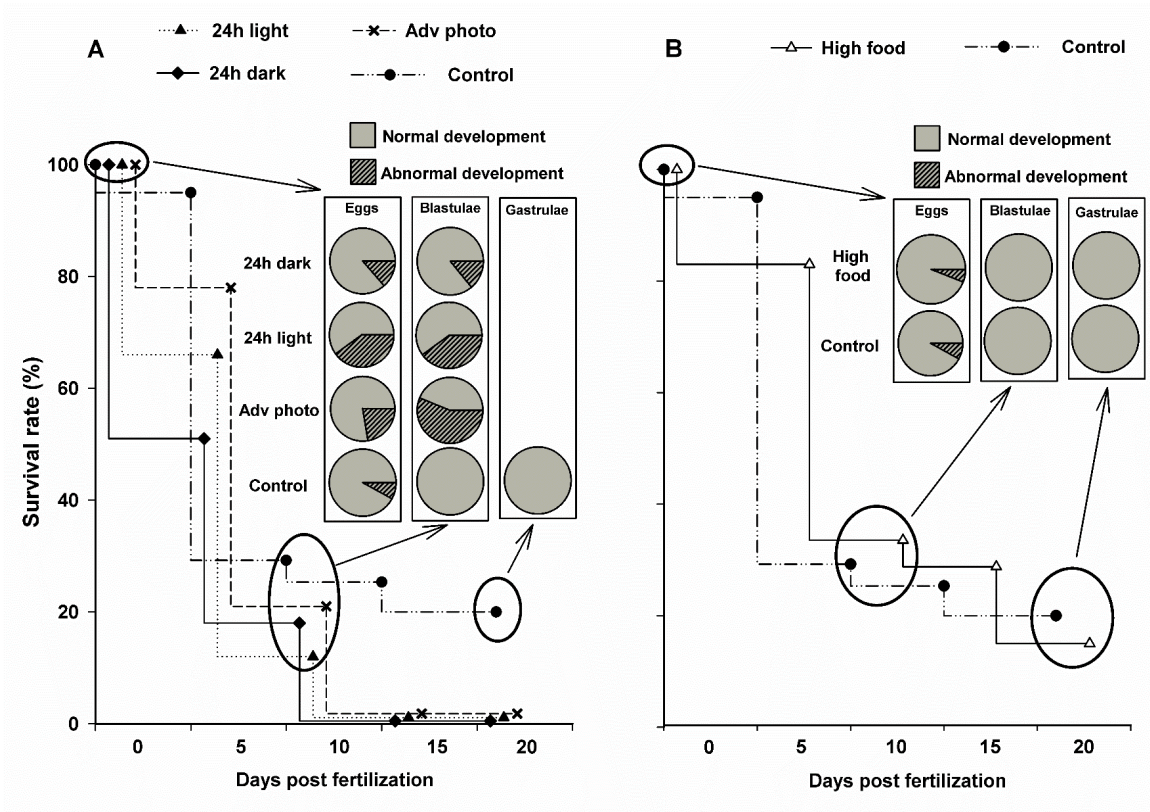 A
24h light
Adv photo
24h dark
Control
Normal development
Abnormal development
Eggs
Blastulae
Gastrulae
24h dark
24h light
Adv photo
Control
100
80
60
40
20
0
Survival rate (%)
0 5 10 15 20
Days post fertilization
B
High food
Control
Normal development
Abnormal development
Eggs
Blastulae
Gastrulae
High
food
Control
0 5 10 15 20
Days post fertilization